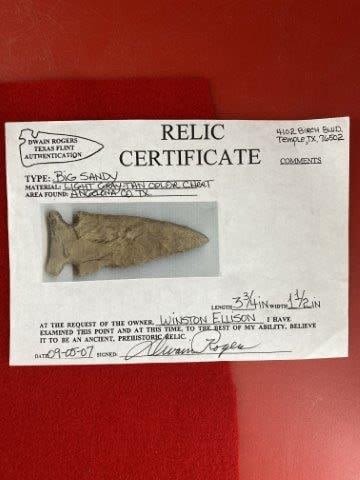 DWAIN ROGERS
TEXAS FLINT
AUTHENTICATION
RELIC
CERTIFICATE
4102 BIRCH BLVD.
TEMPLE, TX 76502
COMMENTS
TYPE: BIG SANDY
MATERIAL: LIGHT GRAY-TAN COLOR CHERT
AREA FOUND: ANGELINA CO. TX
LENGTH 3 3/4 IN WIDTH 1 1/2 IN
AT THE REQUEST OF THE OWNER, WINSTON ELLISON I HAVE
EXAMINED THIS POINT AND AT THIS TIME, TO THE BEST OF MY ABILITY, BELIEVE
IT TO BE AN ANCIENT, PREHISTORIC RELIC.
DATE: 09-05-07 SIGNED: Dwain Rogers